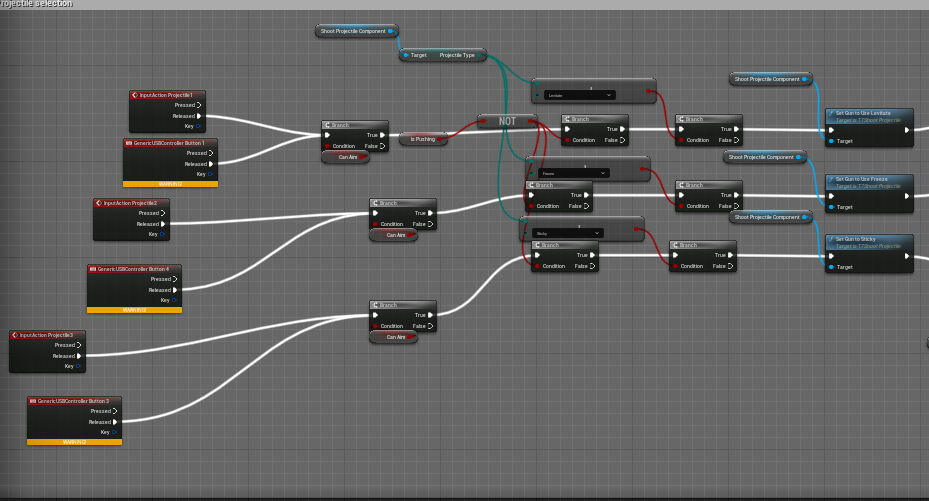 rojectile selection
Shoot Projectile Component
Target Projectile Type
InputAction Projectile1
Pressed
Released
Key
GenericUSBController Button 1
Pressed
Released
Key
WARNING!
Branch
True
Condition False
Can Aim
Is Pushing
NOT
Levitate
Branch
True
Condition False
Branch
True
Condition False
Shoot Projectile Component
Set Gun to Use Levitate
Target is TTShoot Projectile
Target
InputAction Projectile2
Pressed
Released
Key
GenericUSBController Button 4
Pressed
Released
Key
WARNING!
Branch
True
Condition False
Can Aim
Freeze
Branch
True
Condition False
Branch
True
Condition False
Shoot Projectile Component
Set Gun to Use Freeze
Target is TTShoot Projectile
Target
InputAction Projectile3
Pressed
Released
Key
GenericUSBController Button 3
Pressed
Released
Key
WARNING!
Branch
True
Condition False
Can Aim
Sticky
Branch
True
Condition False
Branch
True
Condition False
Shoot Projectile Component
Set Gun to Sticky
Target is TTShoot Projectile
Target